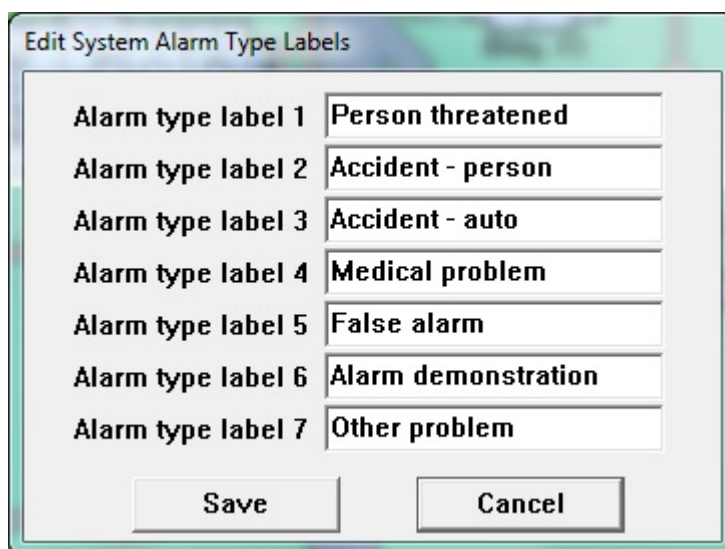 Edit System Alarm Type Labels
Alarm type label 1 Person threatened
Alarm type label 2 Accident - person
Alarm type label 3 Accident - auto
Alarm type label 4 Medical problem
Alarm type label 5 False alarm
Alarm type label 6 Alarm demonstration
Alarm type label 7 Other problem
Save Cancel